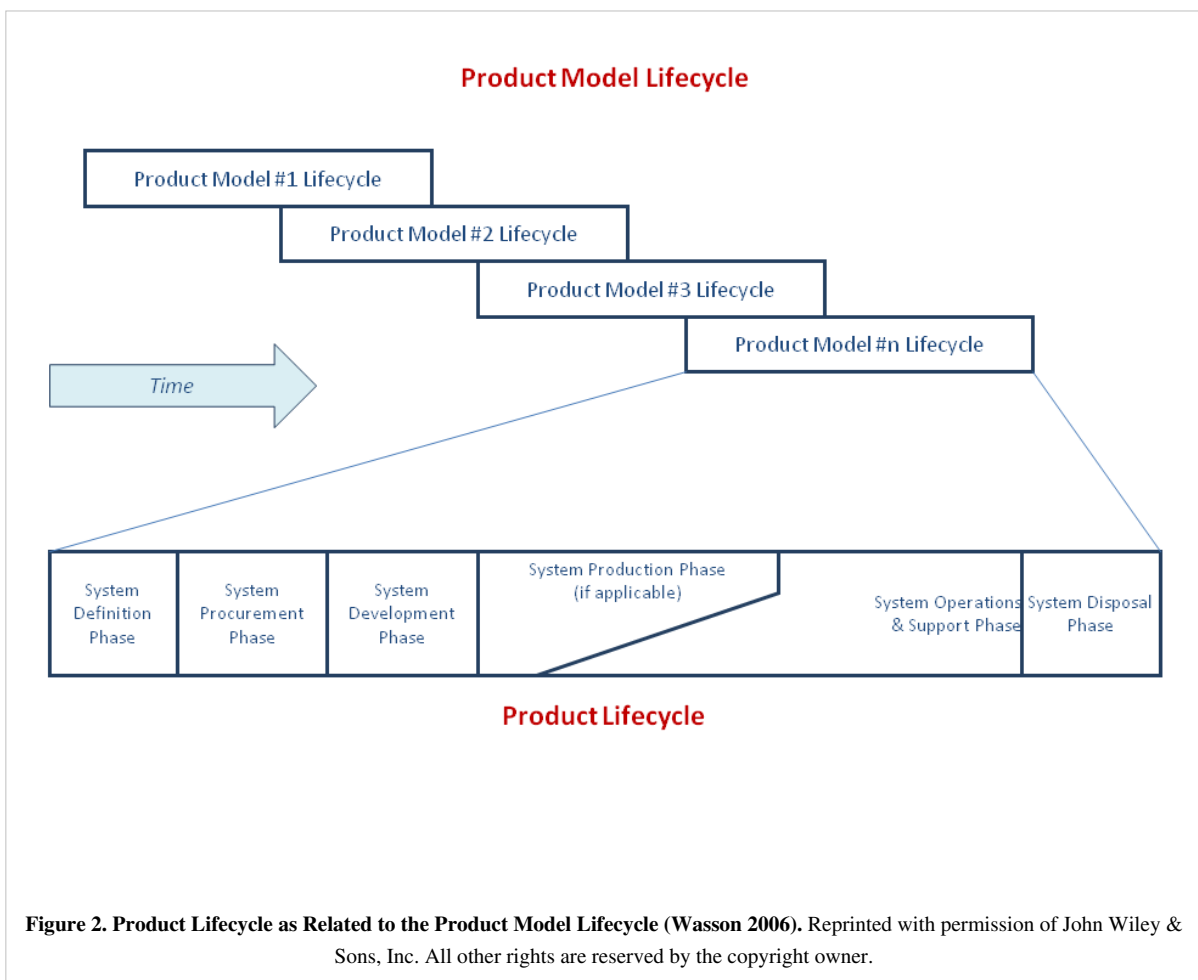 Product Model Lifecycle
Product Model #1 Lifecycle
Product Model #2 Lifecycle
Product Model #3 Lifecycle
Product Model #n Lifecycle
Time
System
Definition
Phase
System
Procurement
Phase
System
Development
Phase
System Production Phase
(if applicable)
System Operations
& Support Phase
System Disposal
Phase
Product Lifecycle
Figure 2. Product Lifecycle as Related to the Product Model Lifecycle (Wasson 2006). Reprinted with permission of John Wiley &
Sons, Inc. All other rights are reserved by the copyright owner.